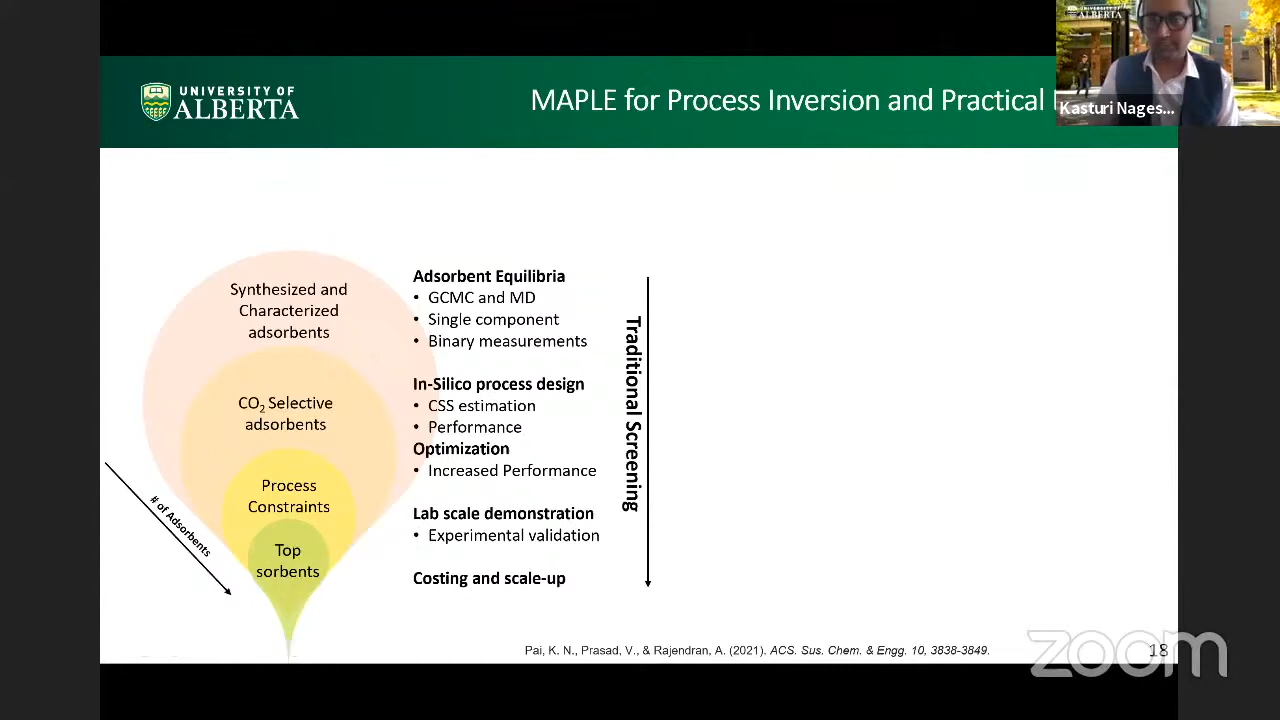 UNIVERSITY OF
ALBERTA
MAPLE for Process Inversion and Practical
ALBERTA
Kasturi Nages...
Synthesized and
Characterized
adsorbents
CO₂ Selective
adsorbents
Process
Constraints
Top
sorbents
# of Adsorbents
Adsorbent Equilibria
• GCMC and MD
• Single component
• Binary measurements
In-Silico process design
• CSS estimation
• Performance
Optimization
• Increased Performance
Lab scale demonstration
• Experimental validation
Costing and scale-up
Traditional Screening
Pai, K. N., Prasad, V., & Rajendran, A. (2021). ACS. Sus. Chem. & Engg. 10, 3838-3849.
18
zoom